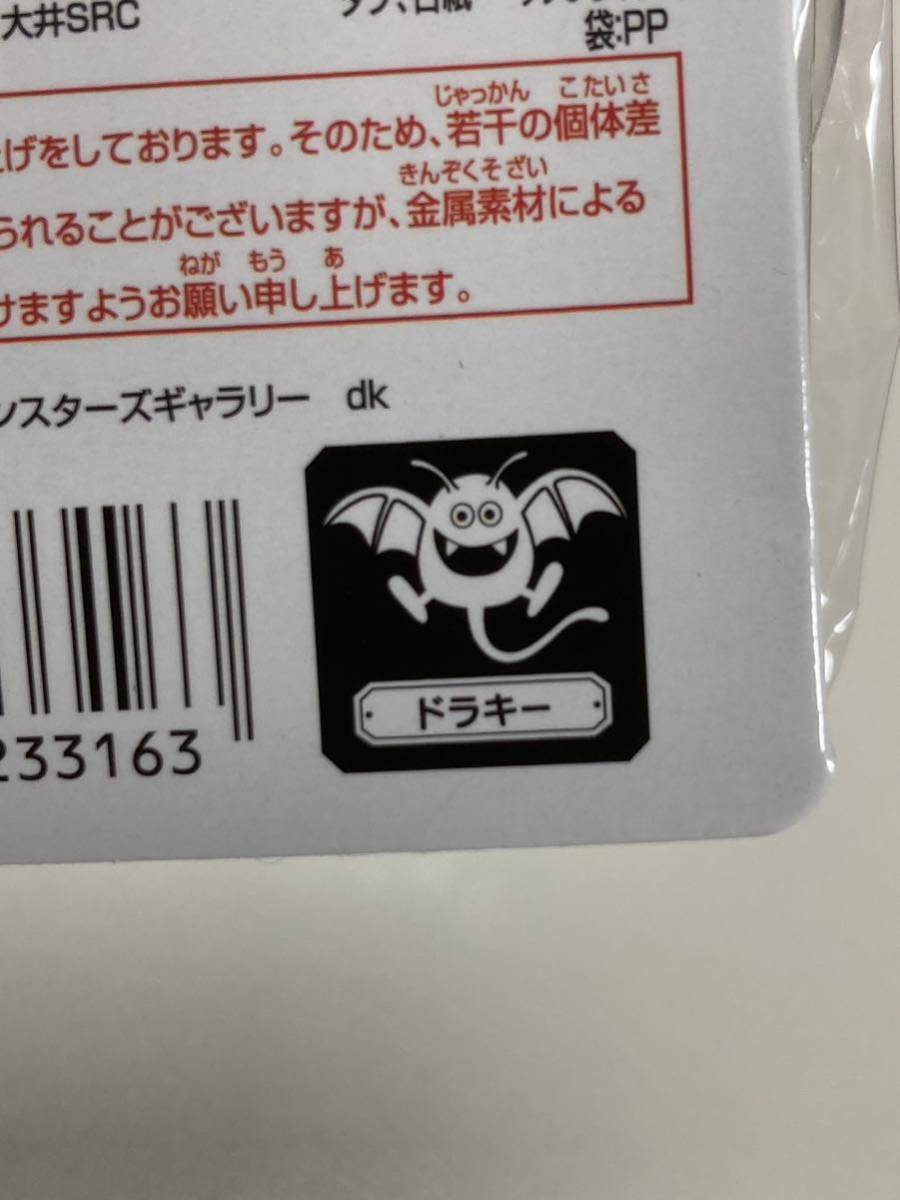 大井SRC
袋:PP
じゃっかん こたいさ
上げをしております。そのため、若干の個体差
きんぞくそざい
られることがございますが、金属素材による
ねが もう あ
けますようお願い申し上げます。
ンスターズギャラリー dk
233163
ドラキー